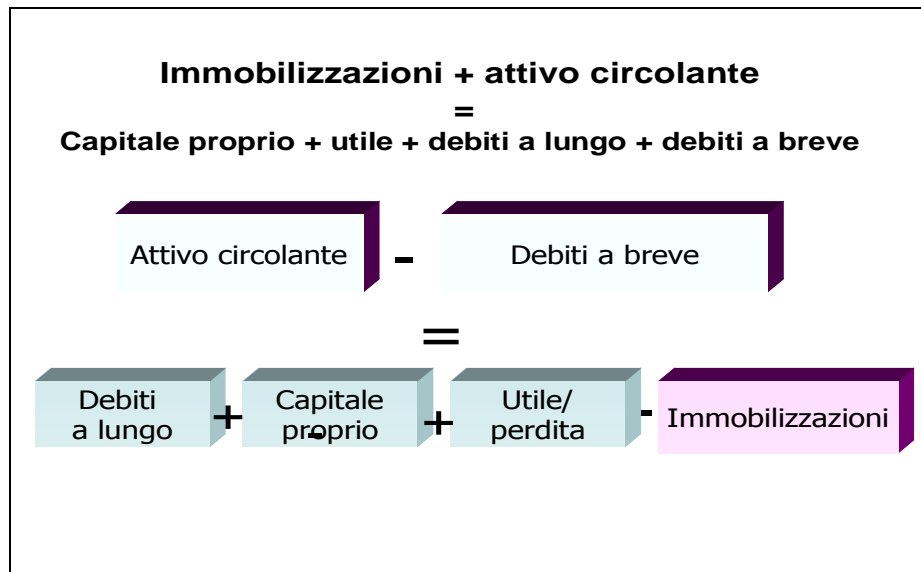 Immobilizzazioni + attivo circolante
=
Capitale proprio + utile + debiti a lungo + debiti a breve
Attivo circolante - Debiti a breve
=
Debiti
a lungo + Capitale
proprio + Utile/
perdita - Immobilizzazioni
-